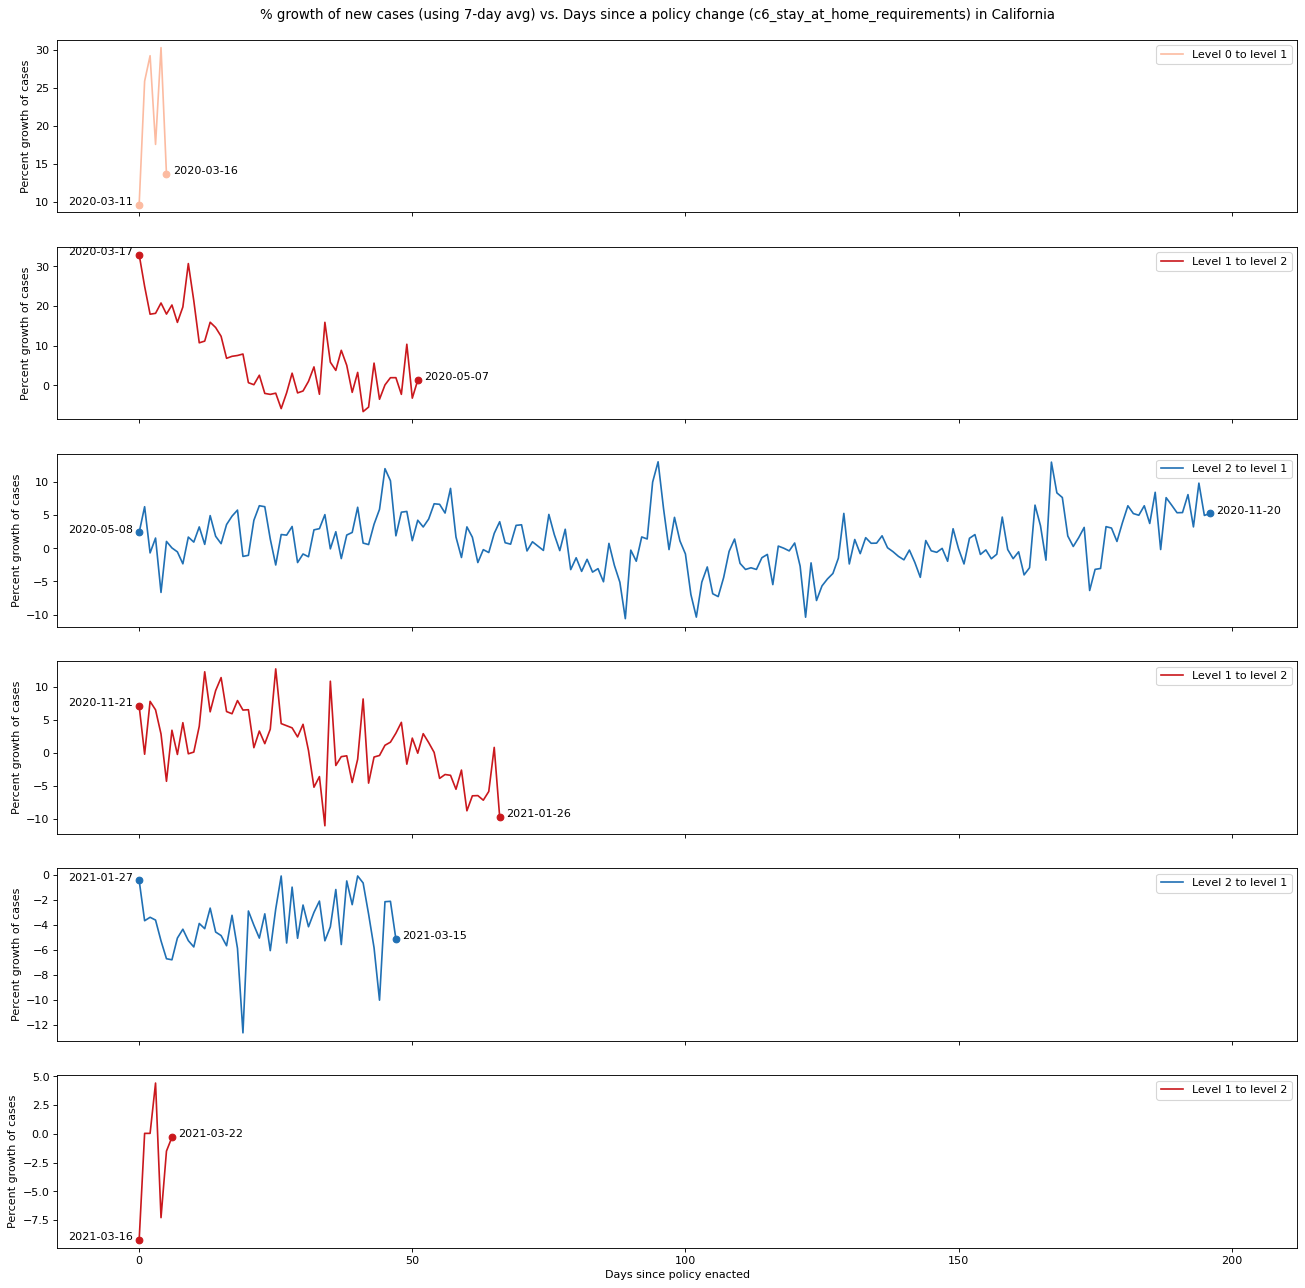 % growth of new cases (using 7-day avg) vs. Days since a policy change (c6_stay_at_home_requirements) in California
Percent growth of cases
30
25
20
15
10
2020-03-11
2020-03-16
Level 0 to level 1
Percent growth of cases
30
20
10
0
2020-03-17
2020-05-07
Level 1 to level 2
Percent growth of cases
10
5
0
−5
−10
2020-05-08
2020-11-20
Level 2 to level 1
Percent growth of cases
10
5
0
−5
−10
2020-11-21
2021-01-26
Level 1 to level 2
Percent growth of cases
0
−2
−4
−6
−8
−10
−12
2021-01-27
2021-03-15
Level 2 to level 1
Percent growth of cases
5.0
2.5
0.0
−2.5
−5.0
−7.5
2021-03-16
2021-03-22
Level 1 to level 2
0 50 100 150 200
Days since policy enacted